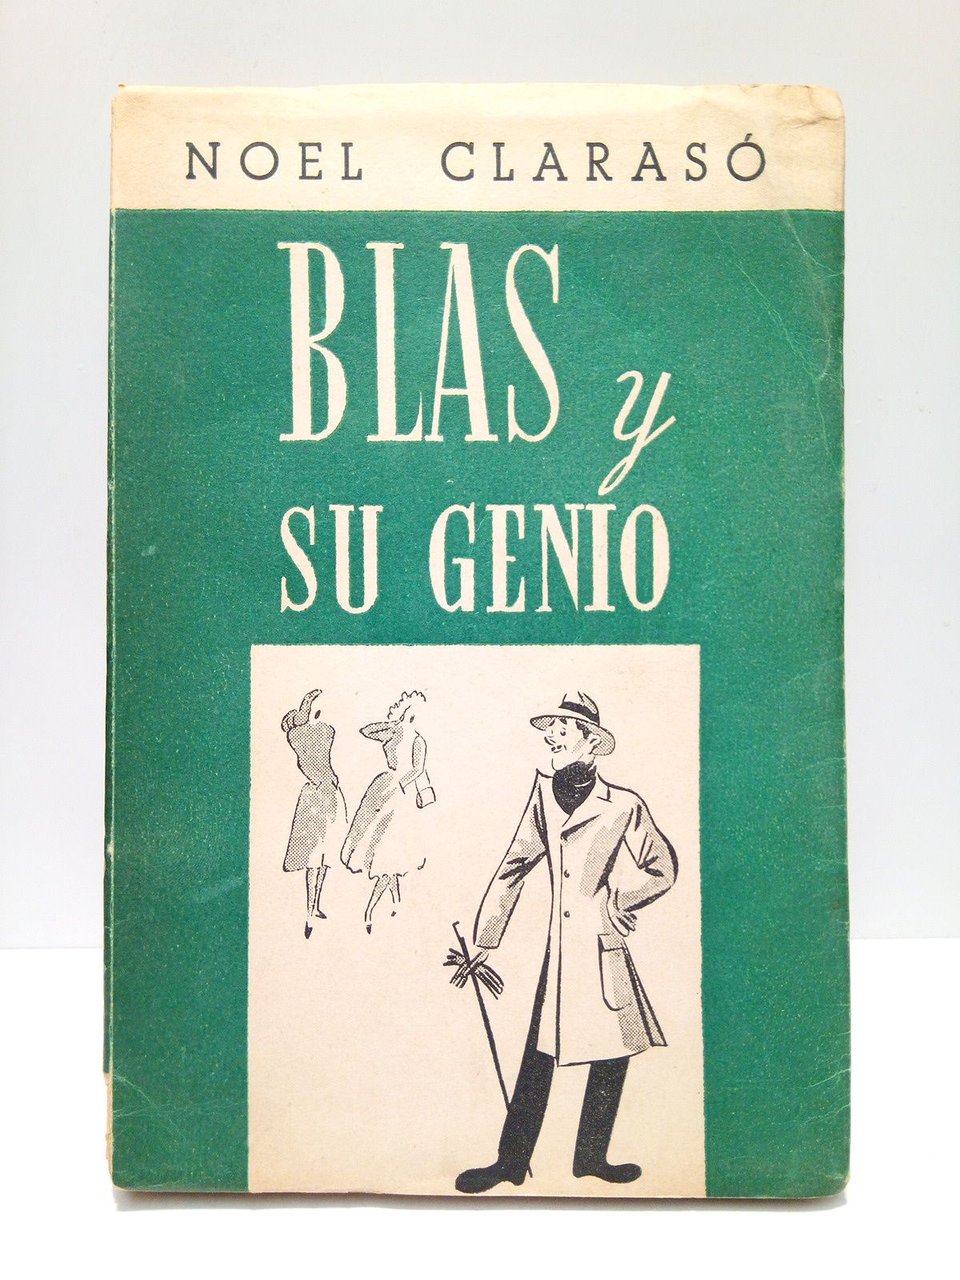 NOEL CLARASÓ
BLAS y
SU GENIO